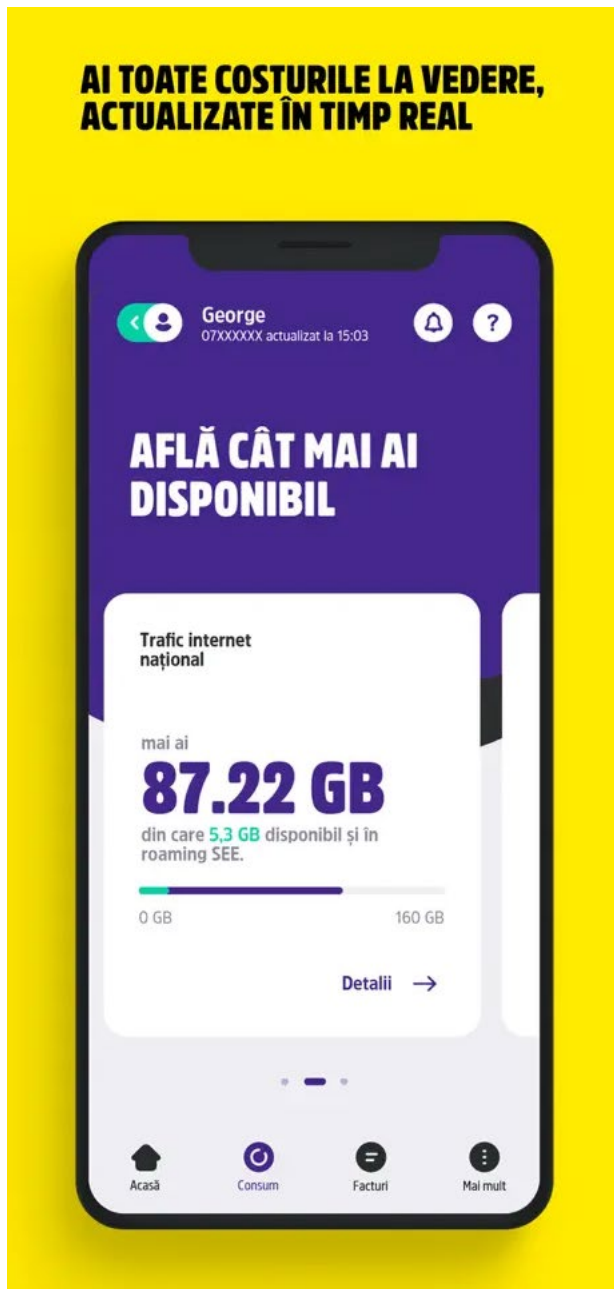 AI TOATE COSTURILE LA VEDERE,
ACTUALIZATE ÎN TIMP REAL
George
07XXXXXX actualizat la 15:03
?
AFLĂ CÂT MAI AI
DISPONIBIL
Trafic internet
național
mai ai
87.22 GB
din care 5,3 GB disponibil și în
roaming SEE.
0 GB 160 GB
Detalii →
Acasă Consum Facturi Mai mult